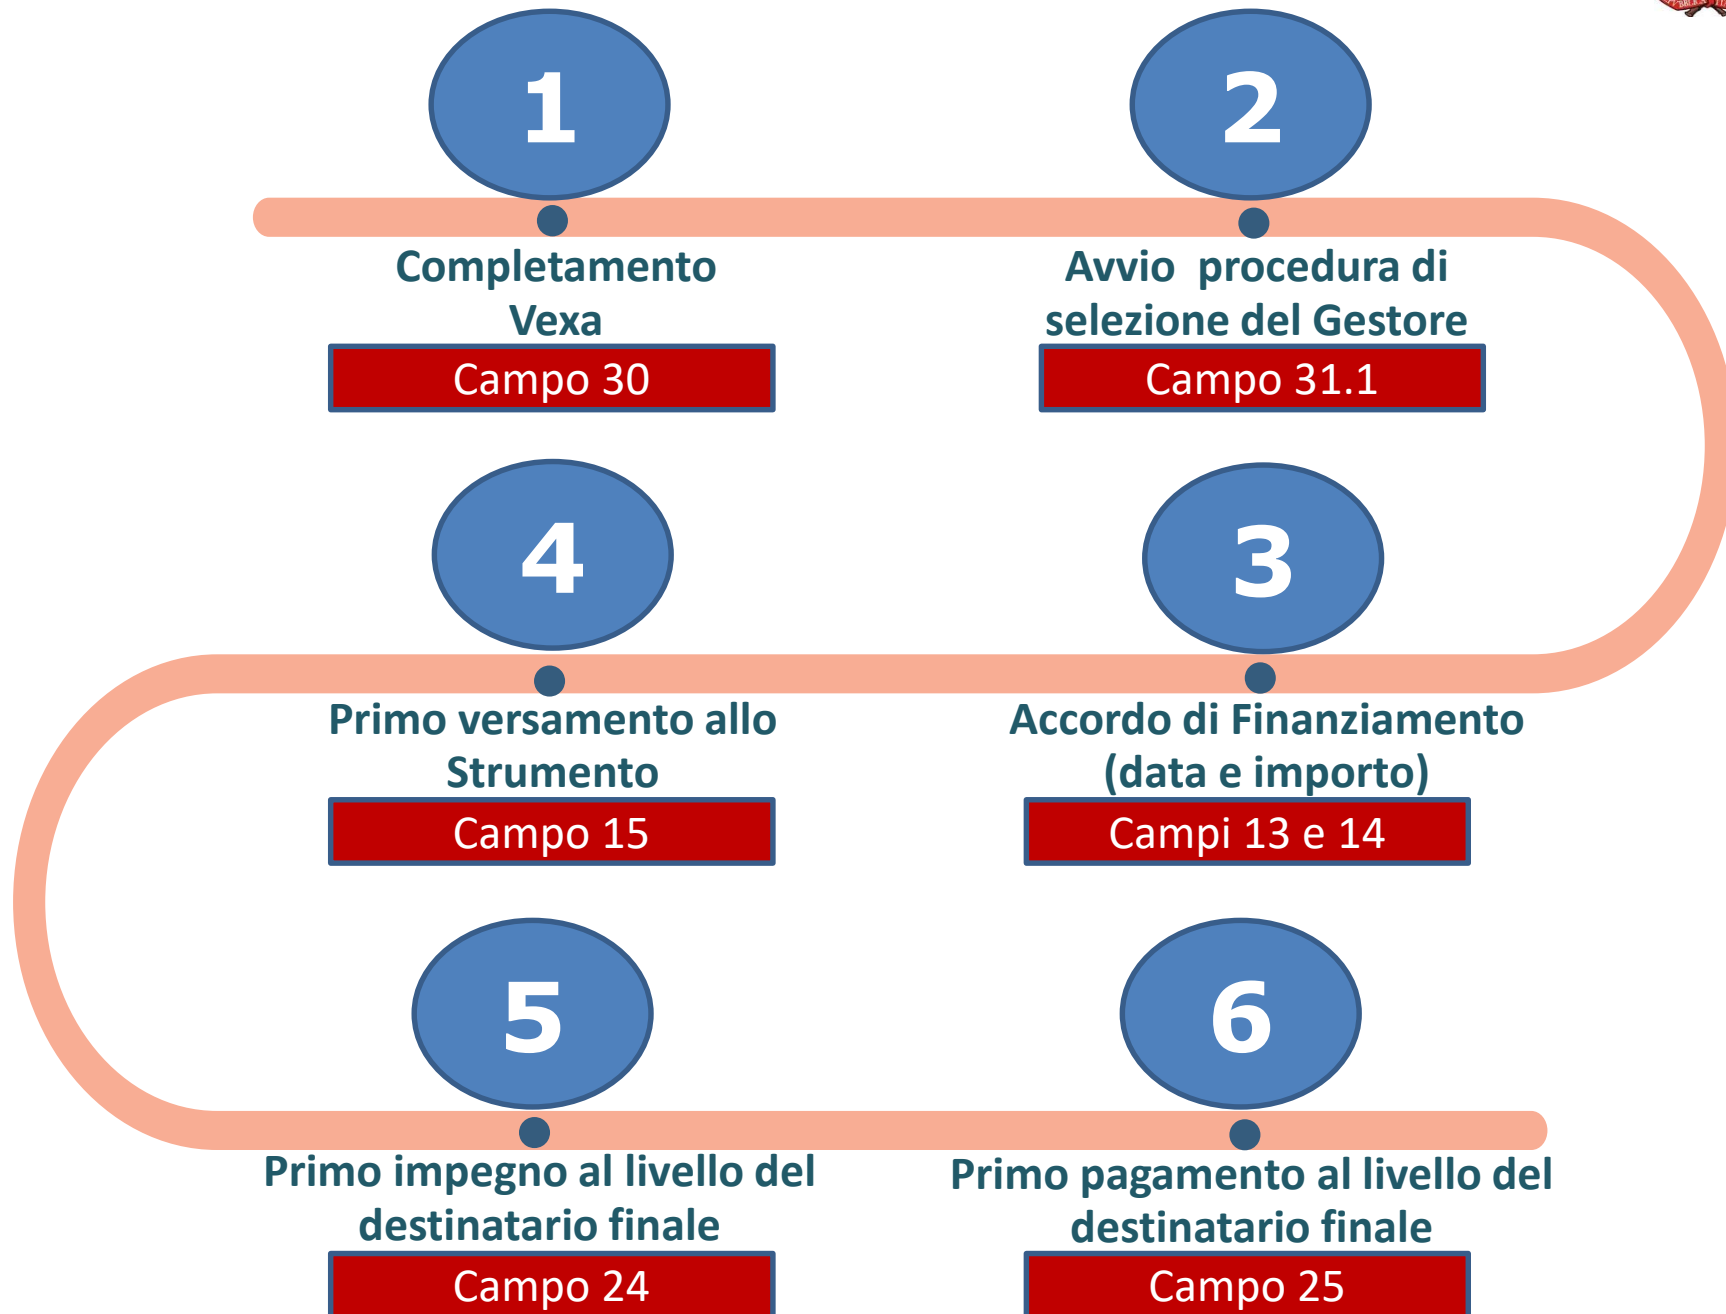 1
Completamento
Vexa
Campo 30
2
Avvio procedura di
selezione del Gestore
Campo 31.1
3
Accordo di Finanziamento
(data e importo)
Campi 13 e 14
4
Primo versamento allo
Strumento
Campo 15
5
Primo impegno al livello del
destinatario finale
Campo 24
6
Primo pagamento al livello del
destinatario finale
Campo 25